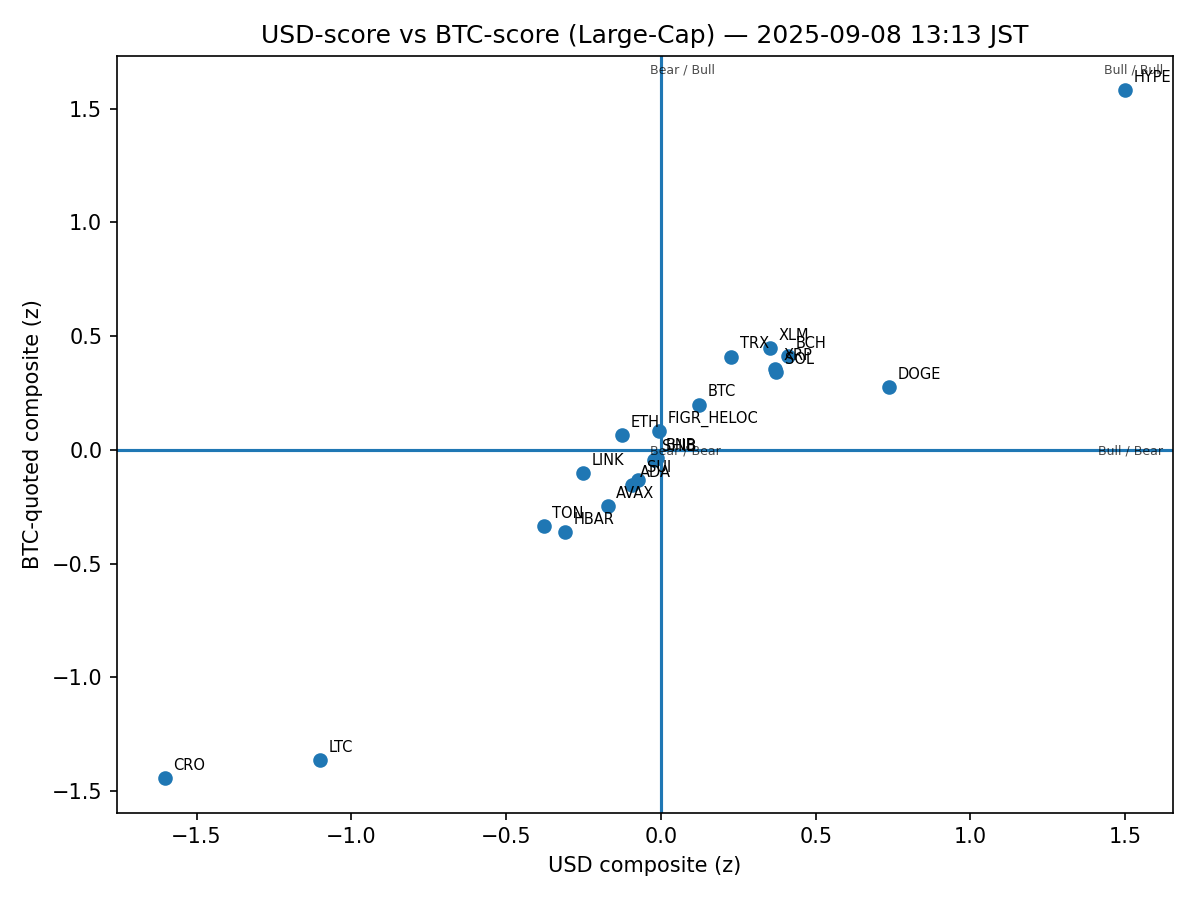 USD-score vs BTC-score (Large-Cap) — 2025-09-08 13:13 JST
Bear / Bull
Bull / Bull
HYPE
1.5
1.0
0.5
0.0
−0.5
−1.0
−1.5
BTC-quoted composite (z)
XLM
TRX
BCH
XRP
SOL
DOGE
BTC
FIGR_HELOC
ETH
SHIB
BNB
Bear / Bear
Bull / Bear
LINK
SUI
ADA
AVAX
TON
HBAR
LTC
CRO
−1.5
−1.0
−0.5
0.0
0.5
1.0
1.5
USD composite (z)